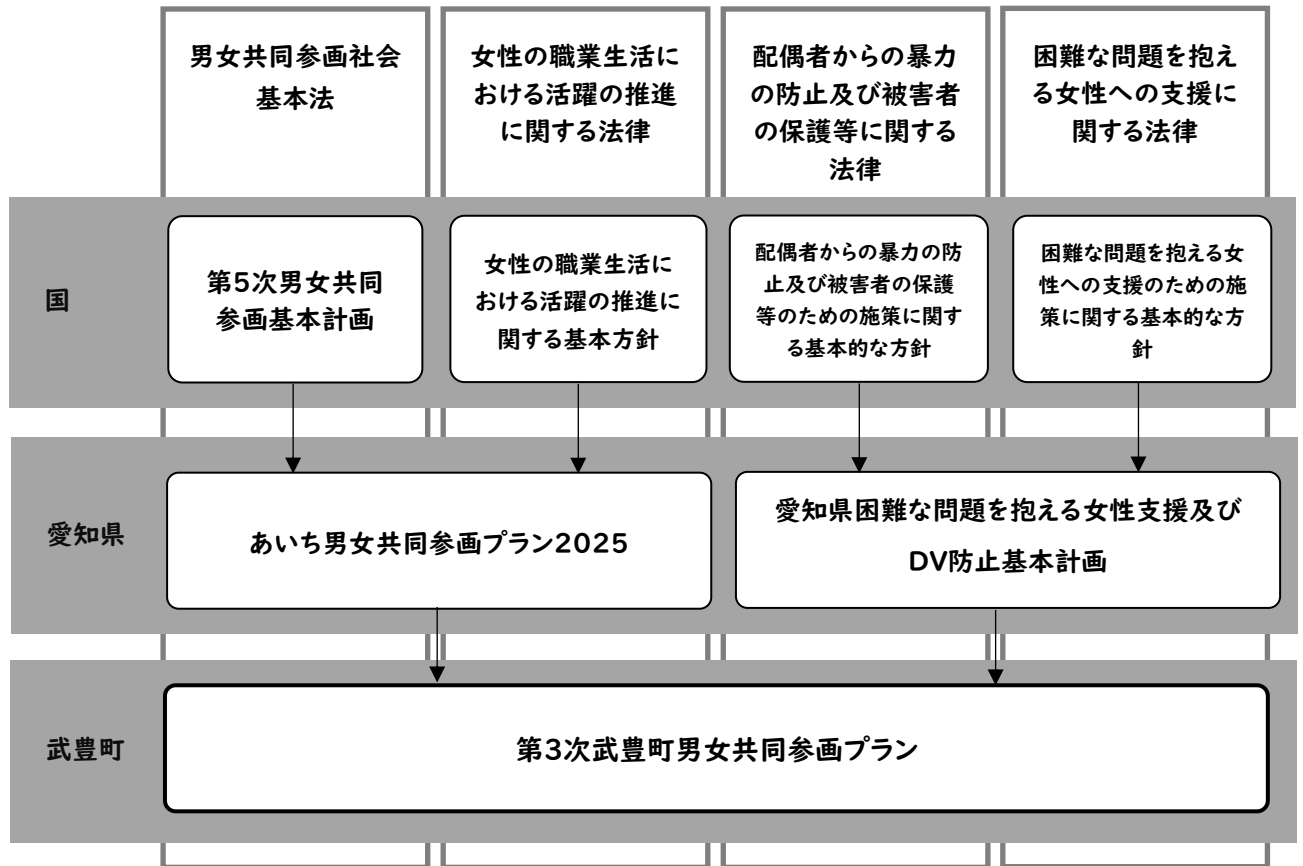 男女共同参画社会
基本法
女性の職業生活に
おける活躍の推進
に関する法律
配偶者からの暴力
の防止及び被害者
の保護等に関する
法律
困難な問題を抱え
る女性への支援に
関する法律
国
第5次男女共同
参画基本計画
女性の職業生活に
おける活躍の推進に
関する基本方針
配偶者からの暴力の防
止及び被害者の保護
等のための施策に関す
る基本的な方針
困難な問題を抱える女
性への支援のための施
策に関する基本的な方
針
愛知県
あいち男女共同参画プラン2025
愛知県困難な問題を抱える女性支援及び
DV防止基本計画
武豊町
第3次武豊町男女共同参画プラン